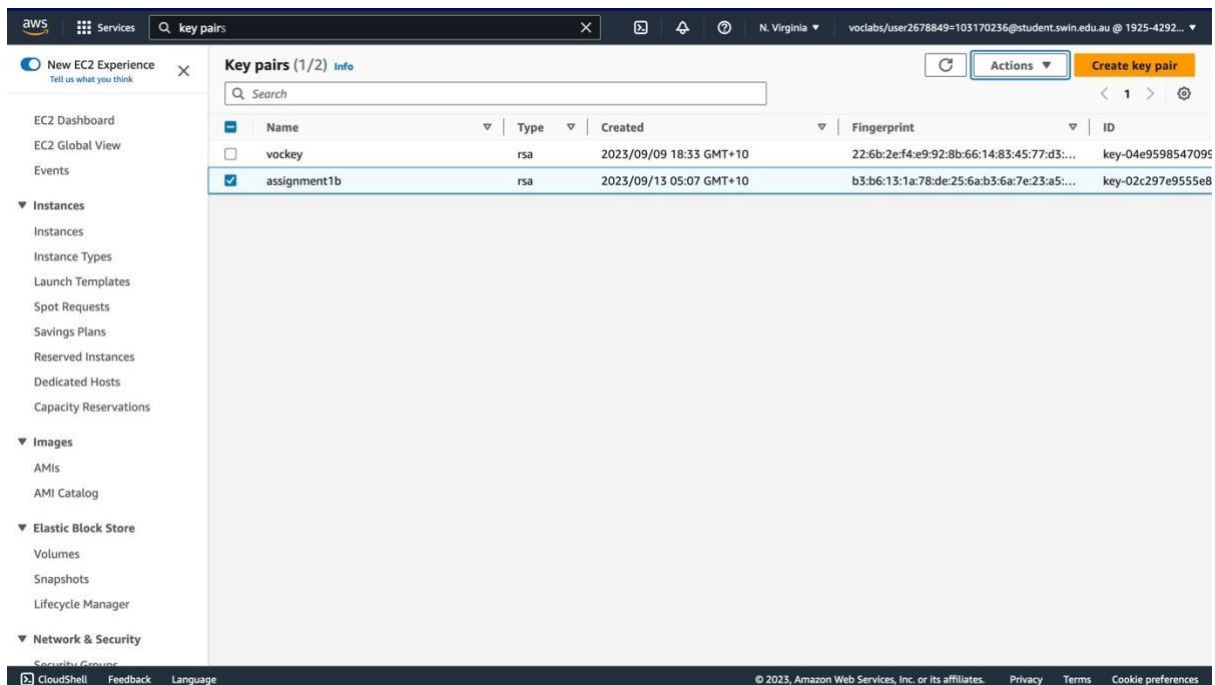 aws Services key pairs N. Virginia voclabs/user2678849=103170236@student.swin.edu.au @ 1925-4292...
New EC2 Experience
Tell us what you think
EC2 Dashboard
EC2 Global View
Events
Instances
Instances
Instance Types
Launch Templates
Spot Requests
Savings Plans
Reserved Instances
Dedicated Hosts
Capacity Reservations
Images
AMIs
AMI Catalog
Elastic Block Store
Volumes
Snapshots
Lifecycle Manager
Network & Security
Security Groups
Key pairs (1/2) Info Actions Create key pair
Search 1
Name Type Created Fingerprint ID
vockey rsa 2023/09/09 18:33 GMT+10 22:6b:2e:f4:e9:92:8b:66:14:83:45:77:d3:... key-04e9598547099
assignment1b rsa 2023/09/13 05:07 GMT+10 b3:b6:13:1a:78:de:25:6a:b3:6a:7e:23:a5:... key-02c297e9555e8
CloudShell Feedback Language © 2023, Amazon Web Services, Inc. or its affiliates. Privacy Terms Cookie preferences